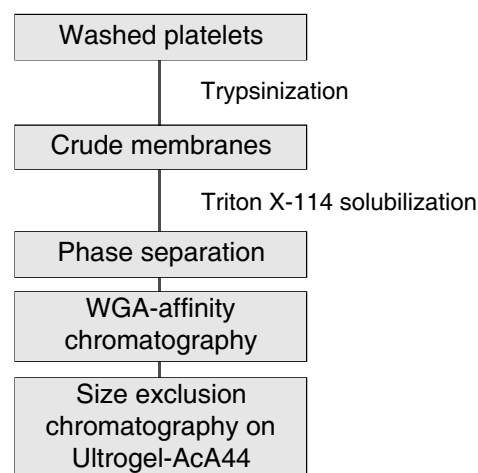 Washed platelets
Trypsinization
Crude membranes
Triton X-114 solubilization
Phase separation
WGA-affinity
chromatography
Size exclusion
chromatography on
Ultrogel-AcA44